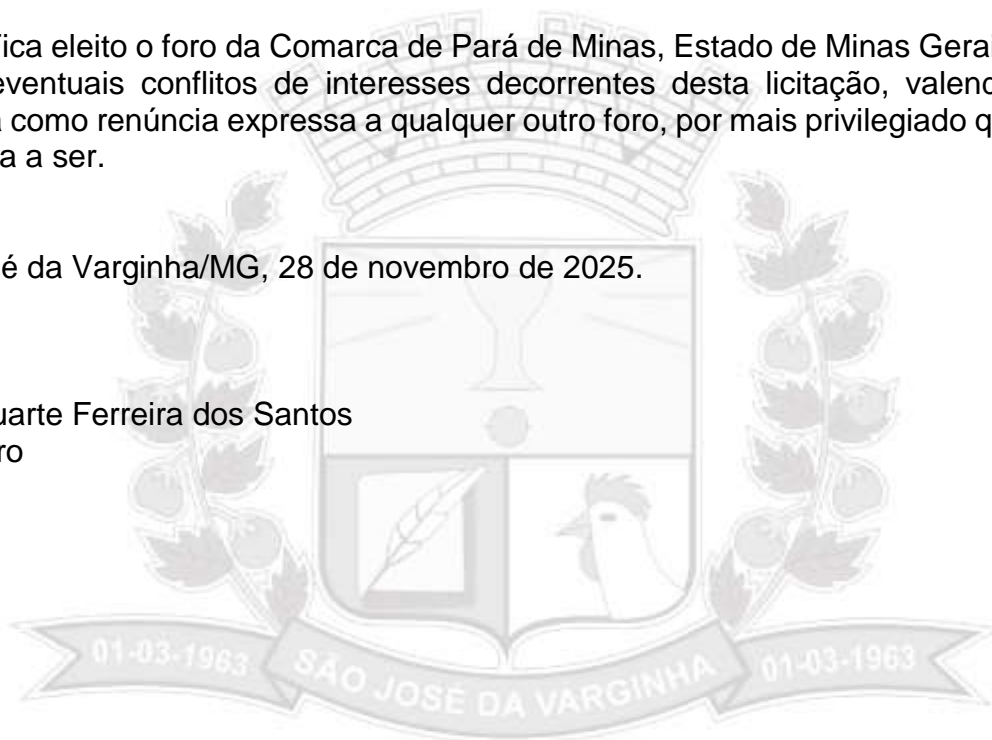 fica eleito o foro da Comarca de Pará de Minas, Estado de Minas Gerai
eventuais conflitos de interesses decorrentes desta licitação, valenc
a como renúncia expressa a qualquer outro foro, por mais privilegiado q
a a ser.
é da Varginha/MG, 28 de novembro de 2025.
uarte Ferreira dos Santos
ro
01-03-1963 SÃO JOSÉ DA VARGINHA 01-03-1963